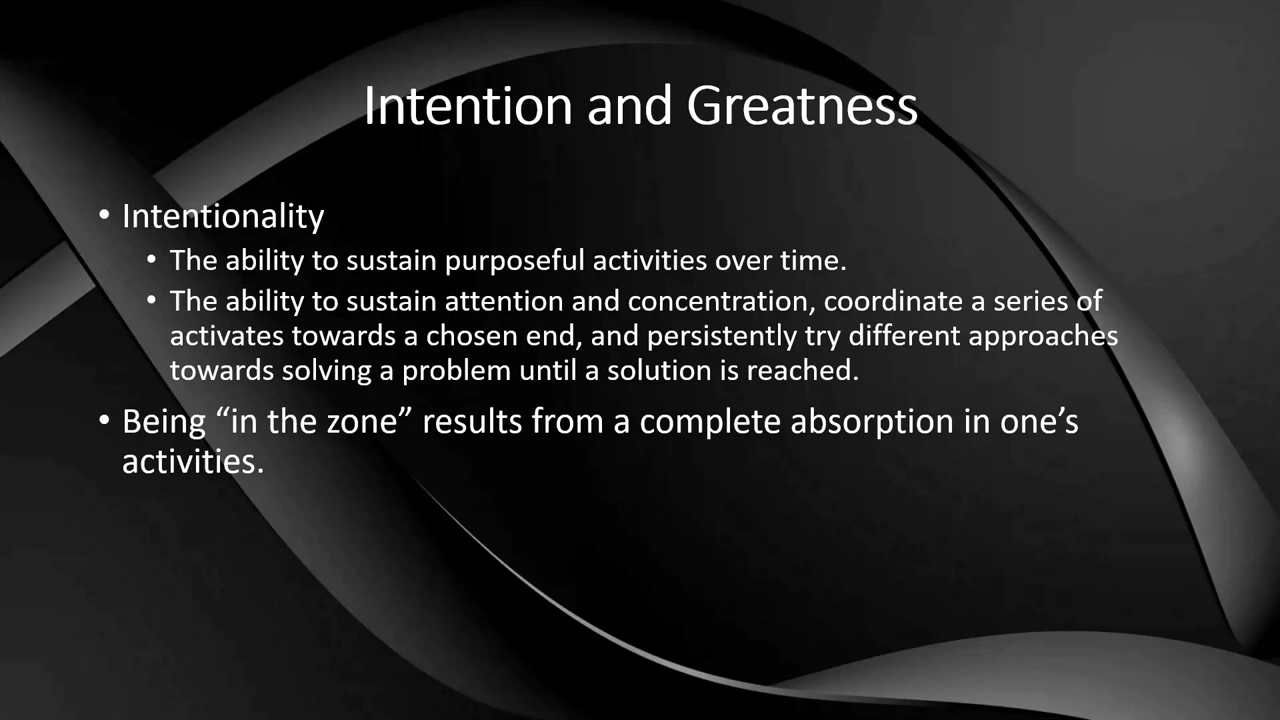 Intention and Greatness
• Intentionality
• The ability to sustain purposeful activities over time.
• The ability to sustain attention and concentration, coordinate a series of
activates towards a chosen end, and persistently try different approaches
towards solving a problem until a solution is reached.
• Being “in the zone” results from a complete absorption in one’s
activities.